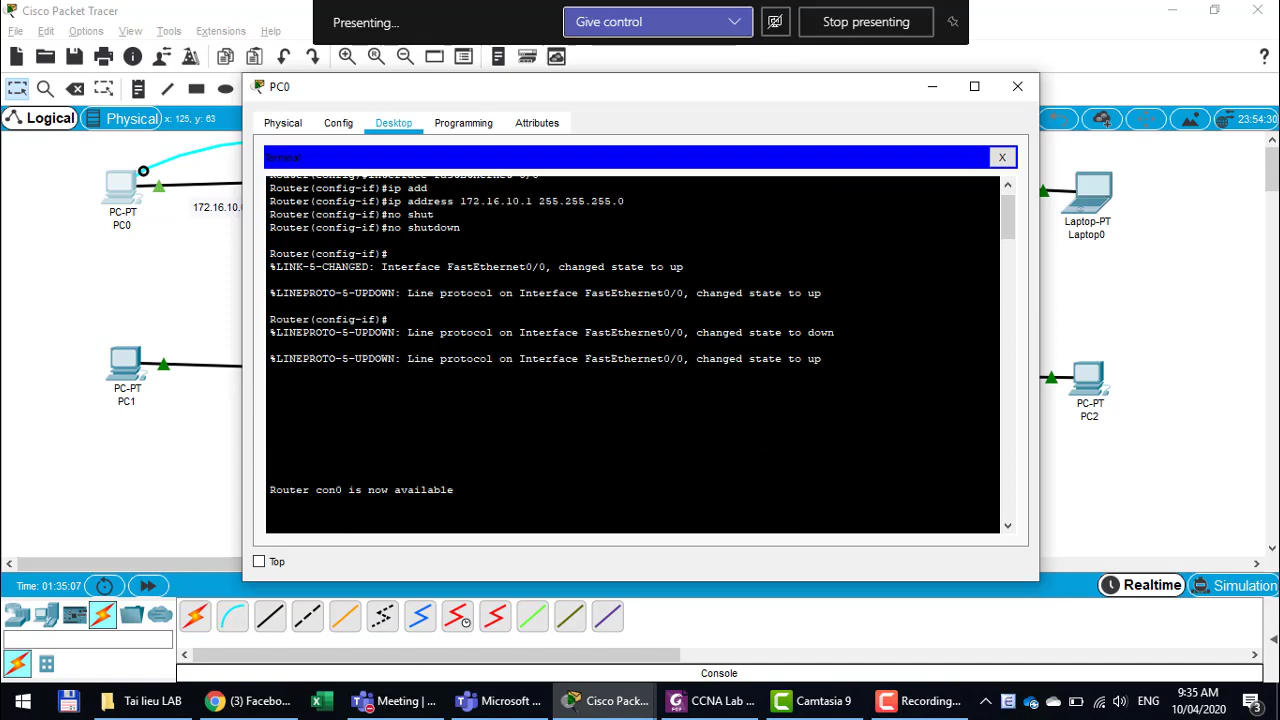 Cisco Packet Tracer
Presenting...
Give control
Stop presenting
File Edit Options View Tools Extensions Help
Logical
Physical
x: 125, y: 63
23:54:30
PC0
Physical
Config
Desktop
Programming
Attributes
Terminal
X
Router(config-if)#ip add
Router(config-if)#ip address 172.16.10.1 255.255.255.0
Router(config-if)#no shut
Router(config-if)#no shutdown
Router(config-if)#
%LINK-5-CHANGED: Interface FastEthernet0/0, changed state to up
%LINEPROTO-5-UPDOWN: Line protocol on Interface FastEthernet0/0, changed state to up
Router(config-if)#
%LINEPROTO-5-UPDOWN: Line protocol on Interface FastEthernet0/0, changed state to down
%LINEPROTO-5-UPDOWN: Line protocol on Interface FastEthernet0/0, changed state to up
Router con0 is now available
Top
PC-PT
PC0
172.16.10.
PC-PT
PC1
Laptop-PT
Laptop0
PC-PT
PC2
Time: 01:35:07
Realtime
Simulation
Console
Tai lieu LAB
(3) Facebo...
Meeting | ...
Microsoft ...
Cisco Pack...
CCNA Lab ...
Camtasia 9
Recording...
9:35 AM
10/04/2020
3